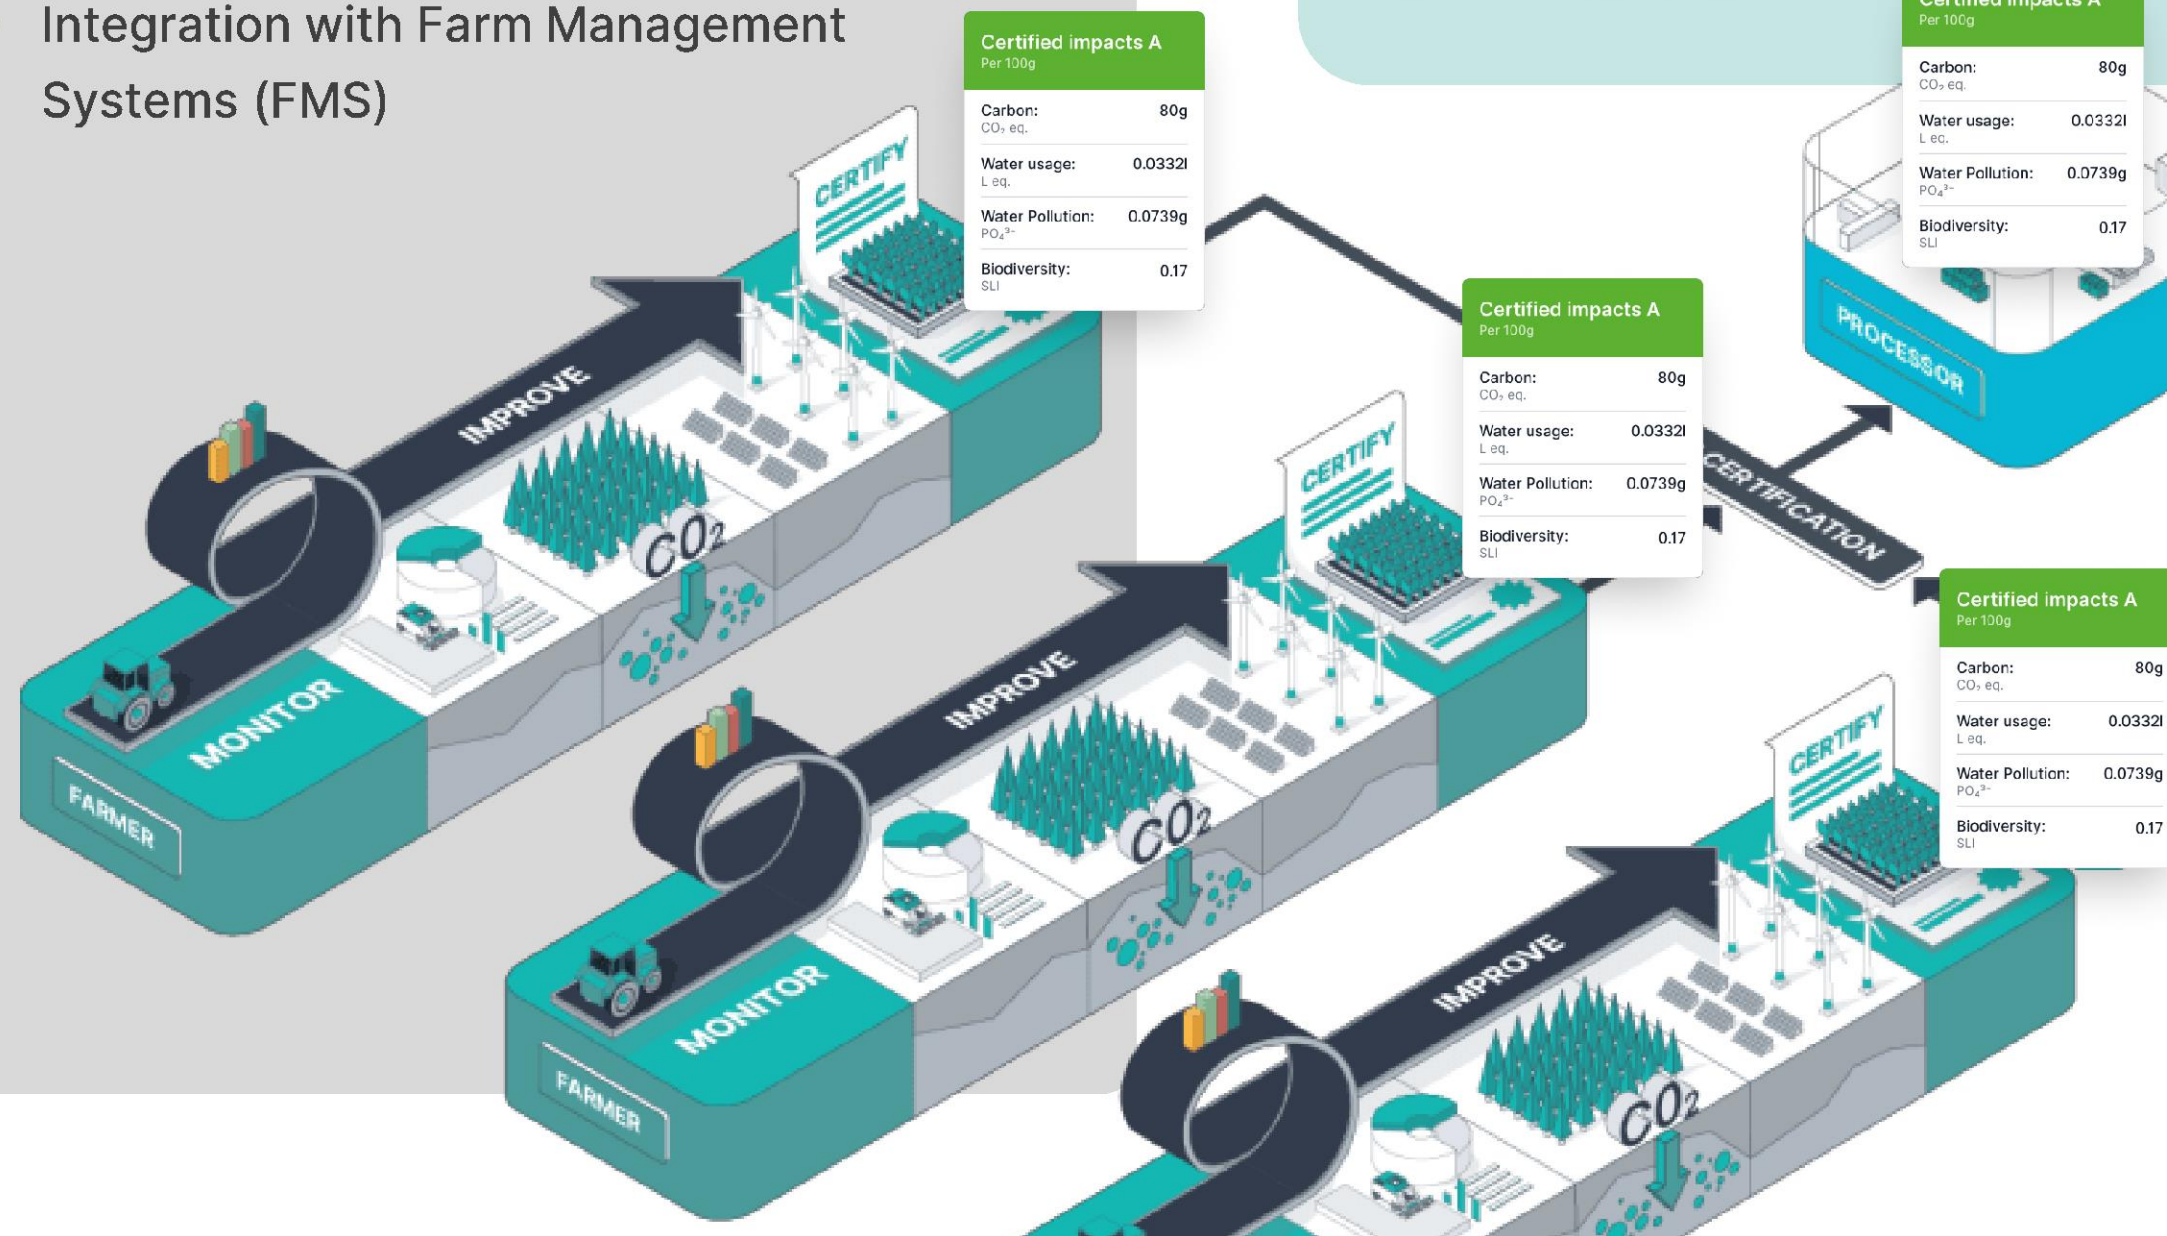 Integration with Farm Management
Systems (FMS)
Certified impacts A
Per 100g
Carbon: 80g
CO₂ eq.
Water usage: 0.0332l
L eq.
Water Pollution: 0.0739g
PO₄³⁻
Biodiversity: 0.17
SLI
CERTIFY
IMPROVE
CO₂
MONITOR
FARMER
Certified impacts A
Per 100g
Carbon: 80g
CO₂ eq.
Water usage: 0.0332l
L eq.
Water Pollution: 0.0739g
PO₄³⁻
Biodiversity: 0.17
SLI
CERTIFY
IMPROVE
CO₂
MONITOR
FARMER
Certified impacts A
Per 100g
Carbon: 80g
CO₂ eq.
Water usage: 0.0332l
L eq.
Water Pollution: 0.0739g
PO₄³⁻
Biodiversity: 0.17
SLI
PROCESSOR
CERTIFICATION
Certified impacts A
Per 100g
Carbon: 80g
CO₂ eq.
Water usage: 0.0332l
L eq.
Water Pollution: 0.0739g
PO₄³⁻
Biodiversity: 0.17
SLI
CERTIFY
IMPROVE
CO₂